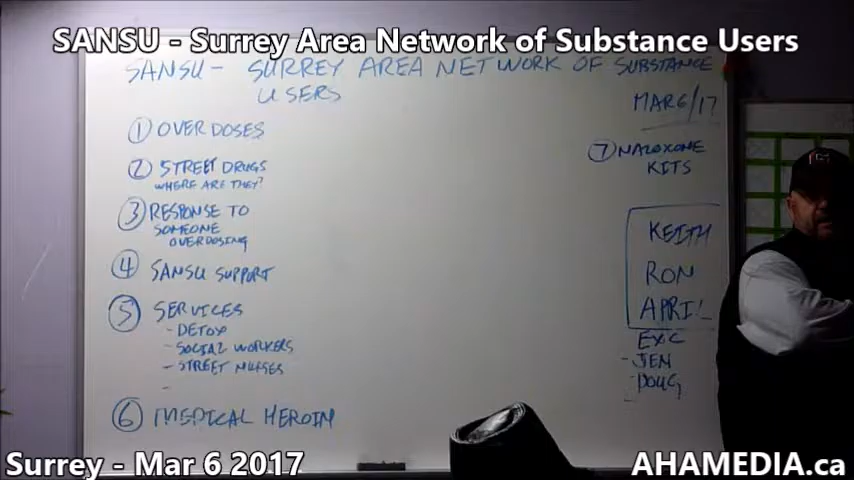 SANSU - Surrey Area Network of Substance Users
SANSU - SURREY AREA NETWORK OF SUBSTANCE
USERS
MAR 6/17
① OVERDOSES
② STREET DRUGS
WHERE ARE THEY?
③ RESPONSE TO
SOMEONE
OVERDOSING
④ SANSU SUPPORT
⑤ SERVICES
- DETOX
- SOCIAL WORKERS
- STREET NURSES
-
⑥ MEDICAL HEROIN
⑦ NALOXONE
KITS
KEITH
RON
APRIL
EXC
- JEN
- DOUG
Surrey - Mar 6 2017
AHAMEDIA.ca